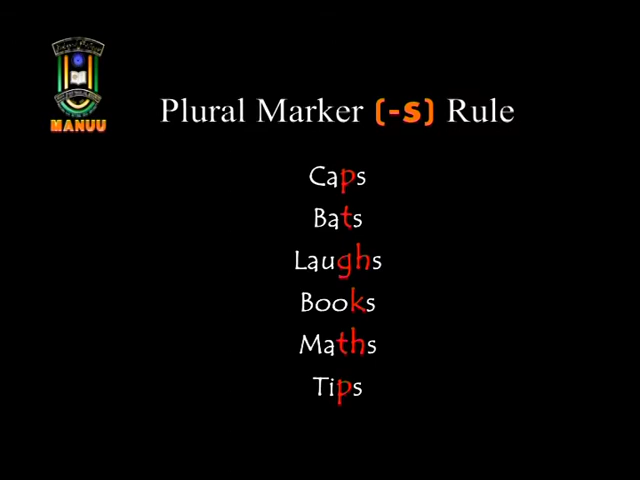 MANUU
Plural Marker (-s) Rule
Caps
Bats
Laughs
Books
Maths
Tips